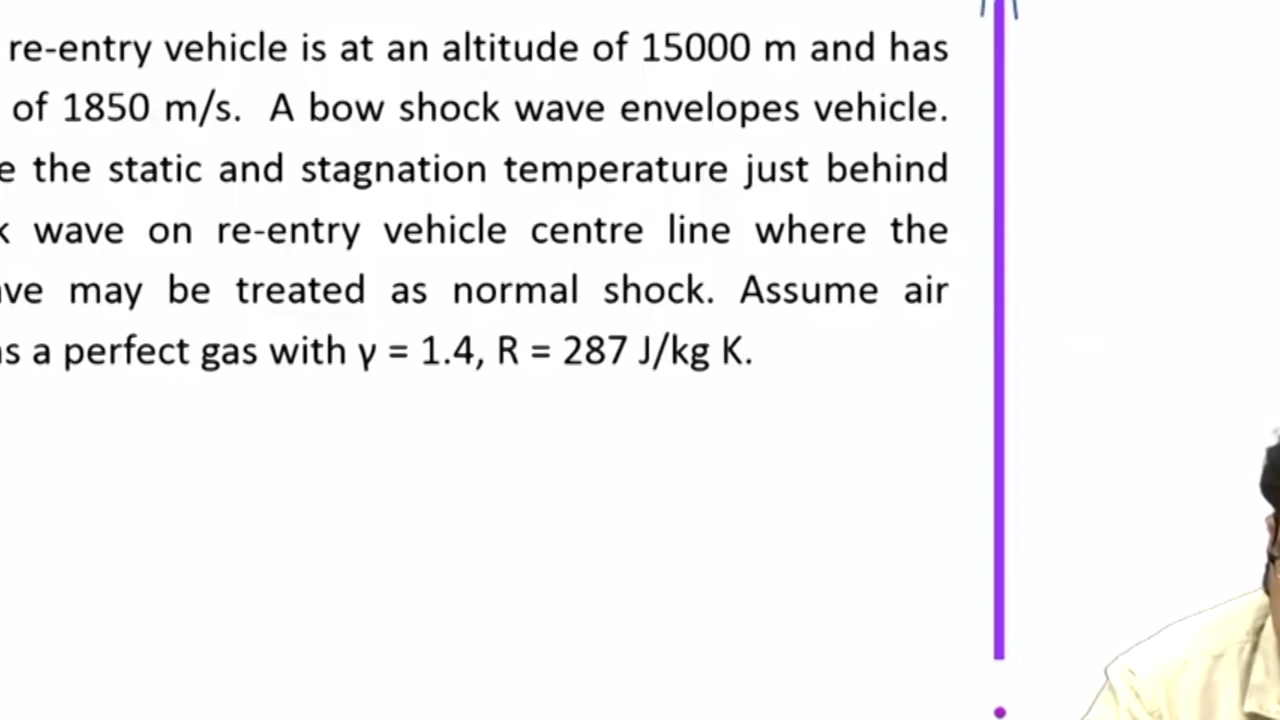 re-entry vehicle is at an altitude of 15000 m and has
of 1850 m/s. A bow shock wave envelopes vehicle.
the static and stagnation temperature just behind
wave on re-entry vehicle centre line where the
may be treated as normal shock. Assume air
a perfect gas with γ = 1.4, R = 287 J/kg K.